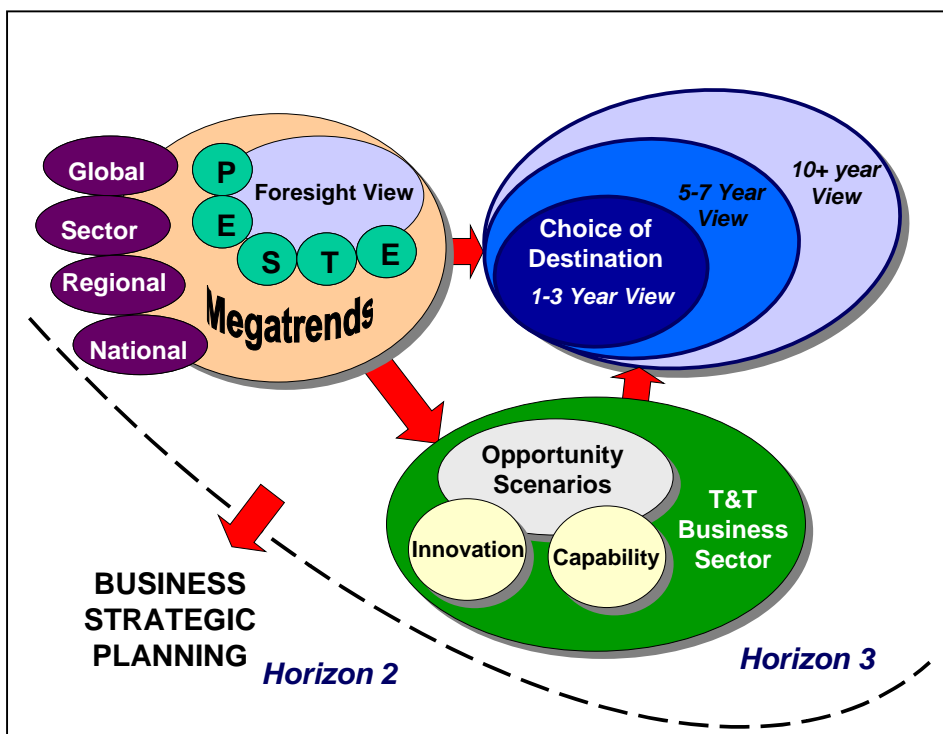 Global
Sector
Regional
National
P
E
S
T
E
Foresight View
Megatrends
10+ year
View
5-7 Year
View
Choice of
Destination
1-3 Year View
Opportunity
Scenarios
Innovation
Capability
T&T
Business
Sector
BUSINESS
STRATEGIC
PLANNING
Horizon 2
Horizon 3